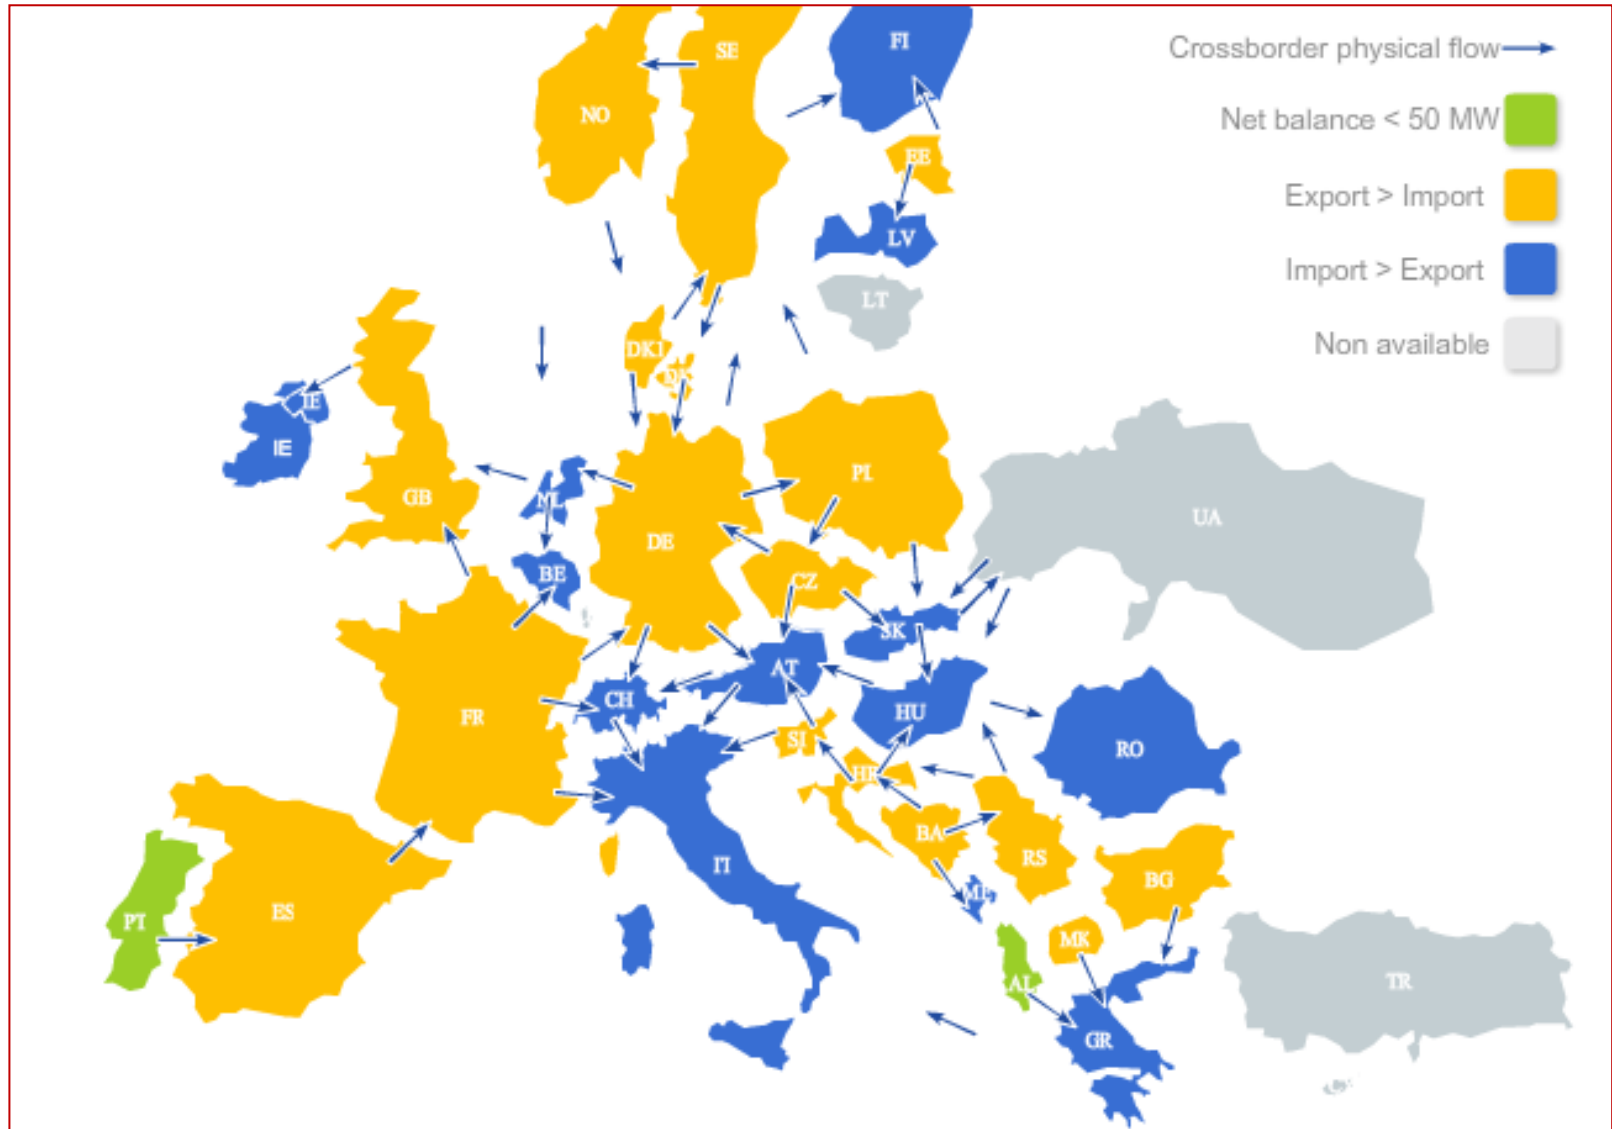 Crossborder physical flow
Net balance < 50 MW
Export > Import
Import > Export
Non available
FI
SE
NO
EE
LV
LT
DK1
IE
IE
GB
NL
BE
DE
PL
UA
CZ
SK
AT
CH
HU
FR
SI
HR
RO
BA
RS
IT
BG
ES
PT
MK
AL
GR
TR